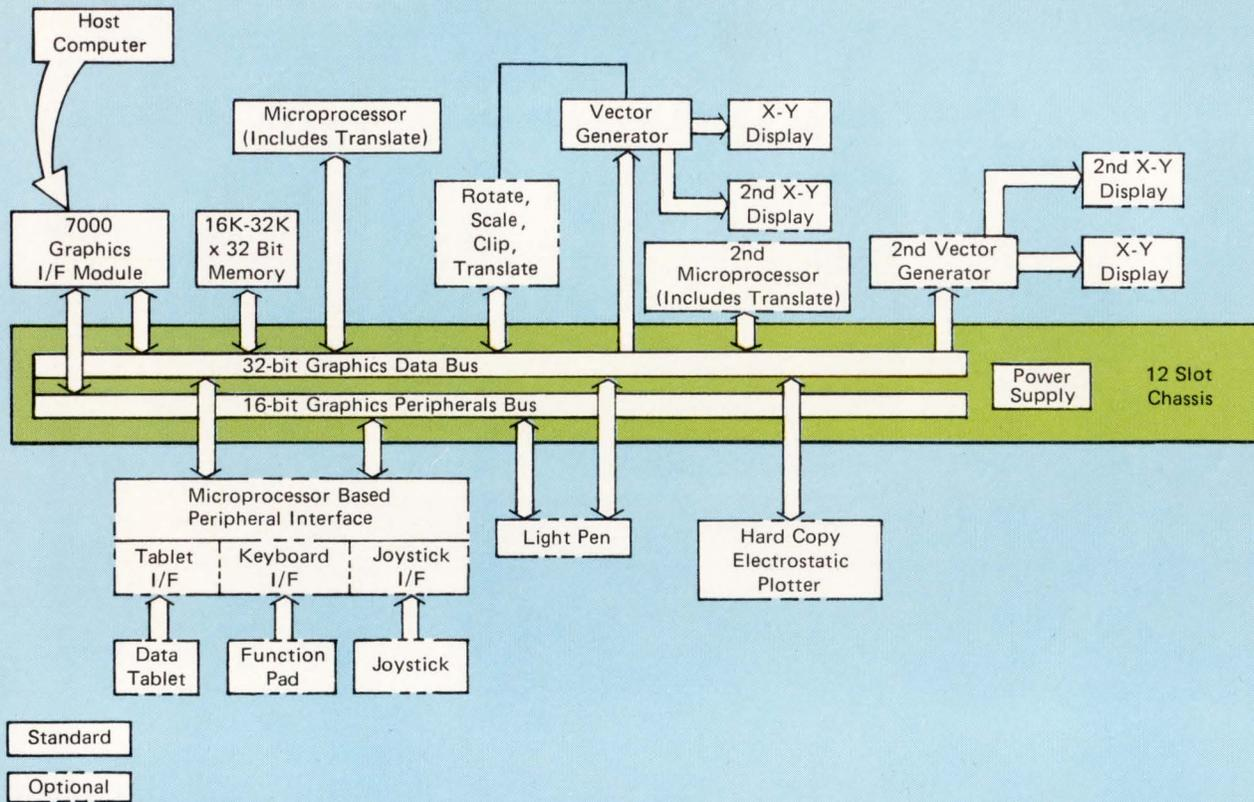 Host
Computer
Microprocessor
(Includes Translate)
Vector
Generator
X-Y
Display
2nd X-Y
Display
Rotate,
Scale,
Clip,
Translate
2nd X-Y
Display
7000
Graphics
I/F Module
16K-32K
x 32 Bit
Memory
2nd
Microprocessor
(Includes Translate)
2nd Vector
Generator
X-Y
Display
32-bit Graphics Data Bus
16-bit Graphics Peripherals Bus
Power
Supply
12 Slot
Chassis
Microprocessor Based
Peripheral Interface
Tablet
I/F
Keyboard
I/F
Joystick
I/F
Light Pen
Hard Copy
Electrostatic
Plotter
Data
Tablet
Function
Pad
Joystick
Standard
Optional